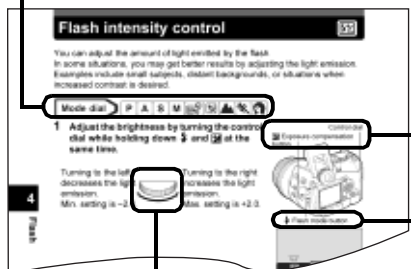 Flash intensity control
You can adjust the amount of light emitted by the flash
In some situations, you may get better results by adjusting the light emission.
Examples include small subjects, distant backgrounds, or situations when
increased contrast is desired.
Mode dial P A S M
1 Adjust the brightness by turning the control
dial while holding down and at the
same time.
Turning to the left
decreases the light
emission.
Min. setting is –2.
Turning to the right
increases the light
emission.
Max. setting is +2.0.
Control dial
Exposure compensation
button
Flash mode button
4
Flash